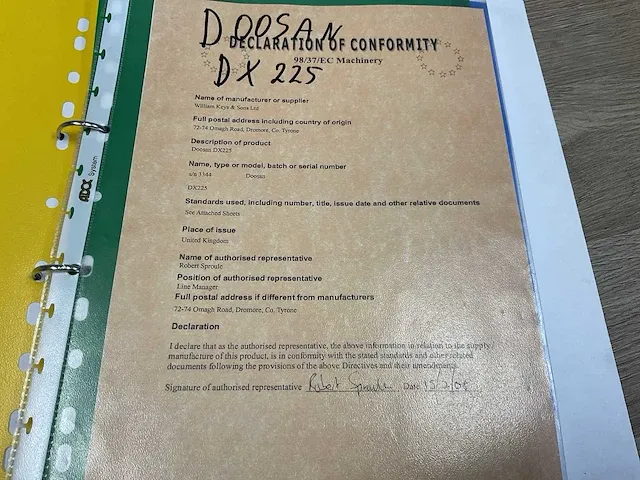 DOOSAN
DECLARATION OF CONFORMITY
98/37/EC Machinery
DX 225
Name of manufacturer or supplier
William Keys & Sons Ltd
Full postal address including country of origin
72-74 Omagh Road, Dromore, Co. Tyrone
Description of product
Doosan DX225
Name, type or model, batch or serial number
s/n 3344 Doosan
DX225
Standards used, including number, title, issue date and other relative documents
See Attached Sheets
Place of issue
United Kingdom
Name of authorised representative
Robert Sproule
Position of authorised representative
Line Manager
Full postal address if different from manufacturers
72-74 Omagh Road, Dromore, Co. Tyrone
Declaration
I declare that as the authorised representative, the above information in relation to the supply/
manufacture of this product, is in conformity with the stated standards and other related
documents following the provisions of the above Directives and their amendments.
Signature of authorised representative Robert Sproule Date
ADOC System